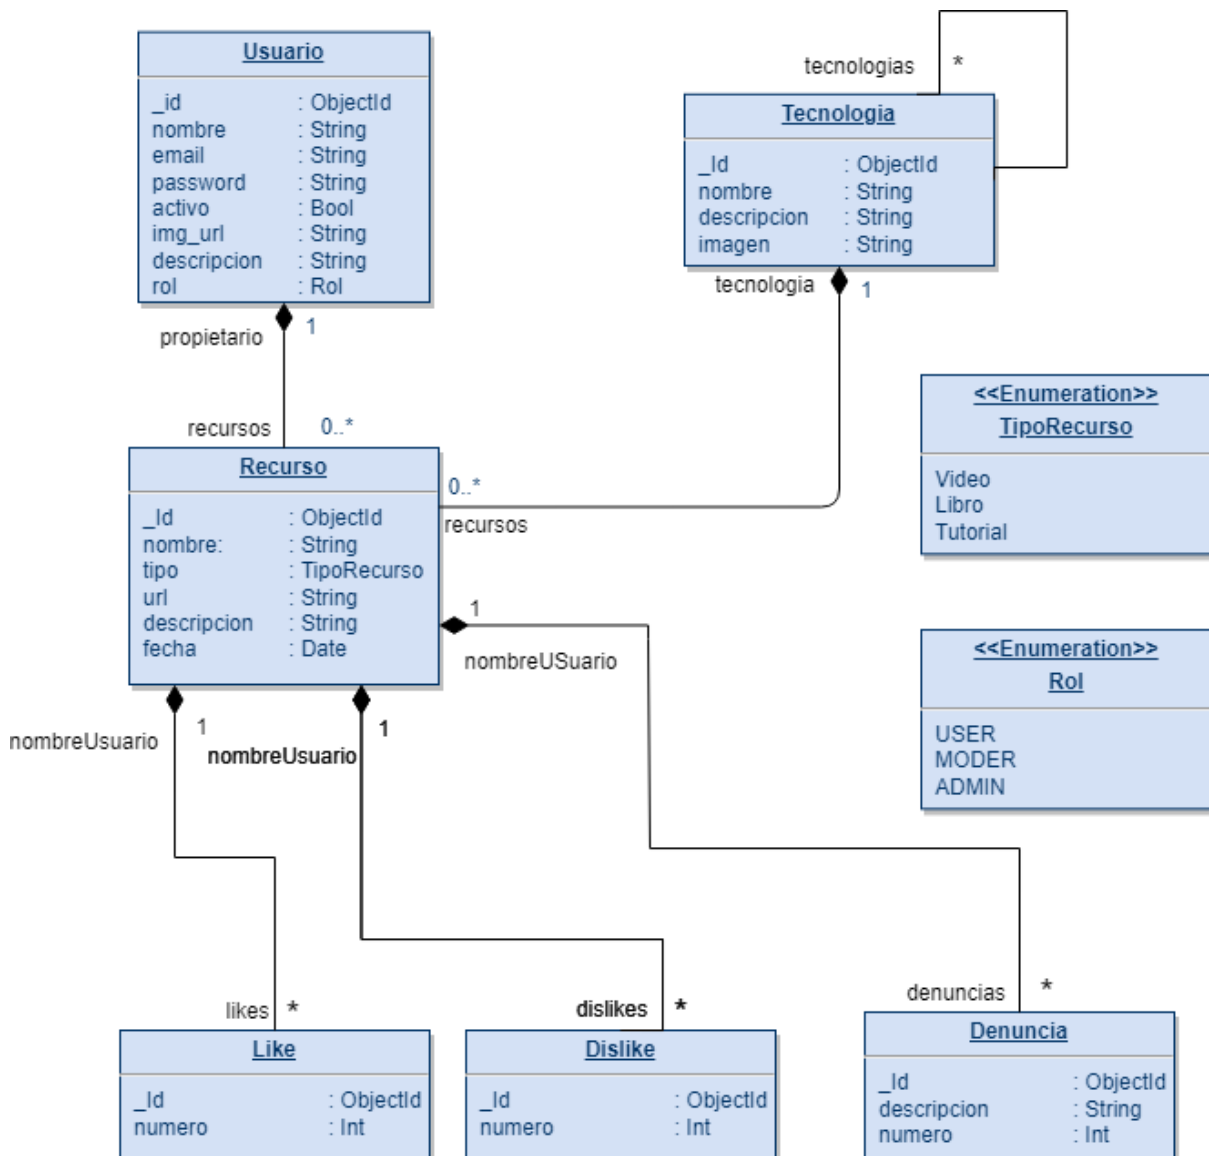 Usuario
_id : ObjectId
nombre : String
email : String
password : String
activo : Bool
img_url : String
descripcion : String
rol : Rol
1
propietario
recursos 0..*
tecnologias *
Tecnologia
_Id : ObjectId
nombre : String
descripcion : String
imagen : String
tecnologia 1
0..*
recursos
Recurso
_Id : ObjectId
nombre: : String
tipo : TipoRecurso
url : String
descripcion : String
fecha : Date
<<Enumeration>>
TipoRecurso
Video
Libro
Tutorial
<<Enumeration>>
Rol
USER
MODER
ADMIN
1
nombreUSuario
1
nombreUsuario
1
nombreUsuario
likes *
dislikes *
denuncias *
Like
_Id : ObjectId
numero : Int
Dislike
_Id : ObjectId
numero : Int
Denuncia
_Id : ObjectId
descripcion : String
numero : Int